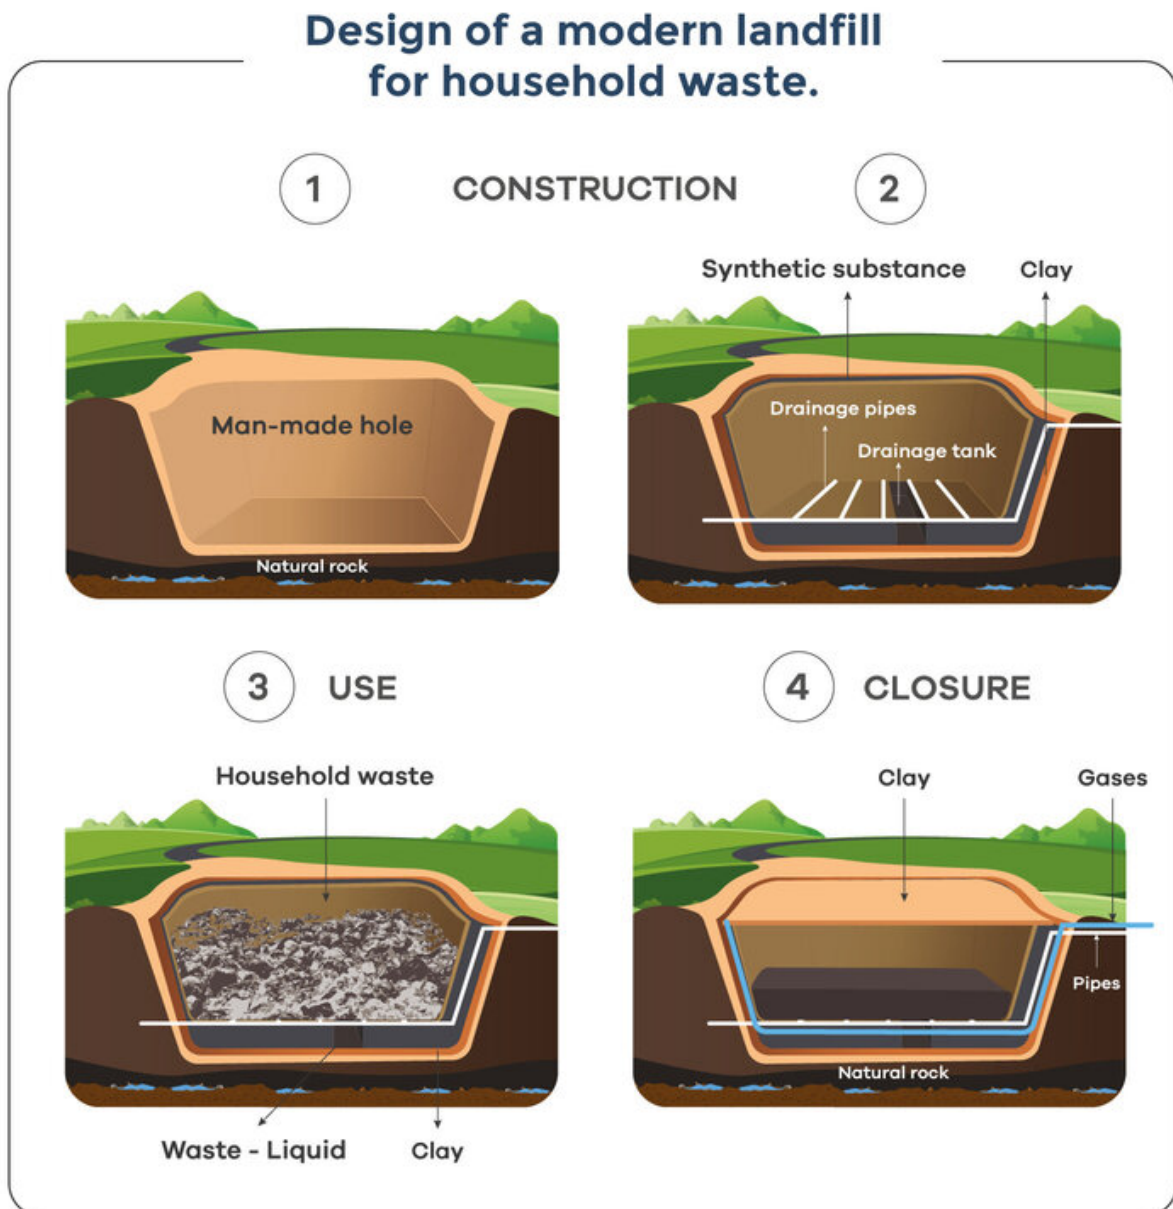 Design of a modern landfill
for household waste.
1
CONSTRUCTION
2
Man-made hole
Natural rock
Synthetic substance
Clay
Drainage pipes
Drainage tank
3
USE
4
CLOSURE
Household waste
Waste - Liquid
Clay
Clay
Gases
Pipes
Natural rock